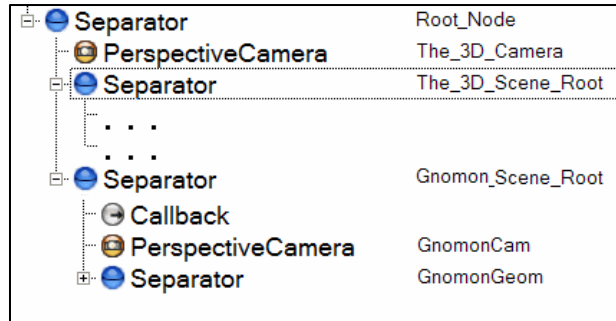 Separator Root_Node
PerspectiveCamera The_3D_Camera
Separator The_3D_Scene_Root
. . .
. . .
Separator Gnomon_Scene_Root
Callback
PerspectiveCamera GnomonCam
Separator GnomonGeom